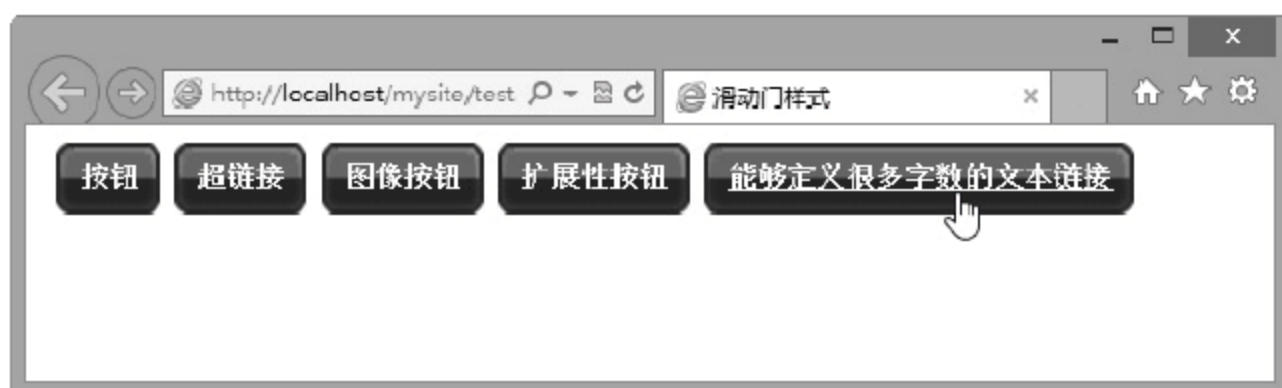 http://localhost/mysite/test
滑动门样式
按钮
超链接
图像按钮
扩展性按钮
能够定义很多字数的文本链接